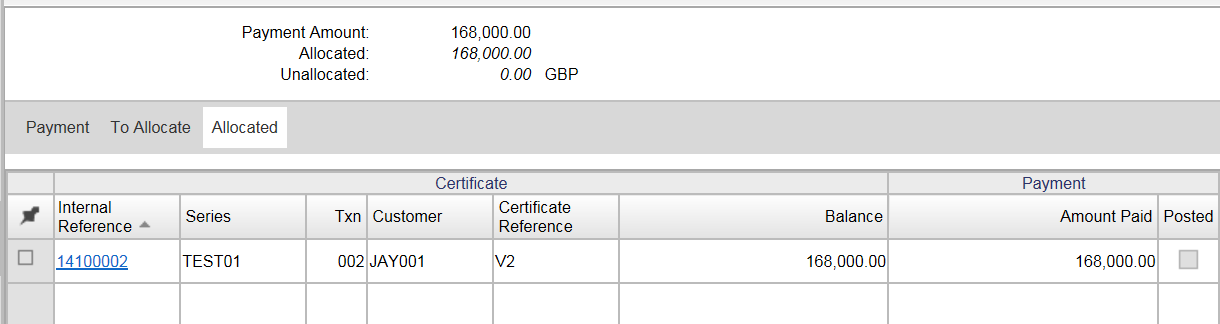 Payment Amount: 168,000.00
Allocated: 168,000.00
Unallocated: 0.00 GBP
Payment To Allocate Allocated
Certificate Payment
Internal Reference Series Txn Customer Certificate Reference Balance Amount Paid Posted
14100002 TEST01 002 JAY001 V2 168,000.00 168,000.00